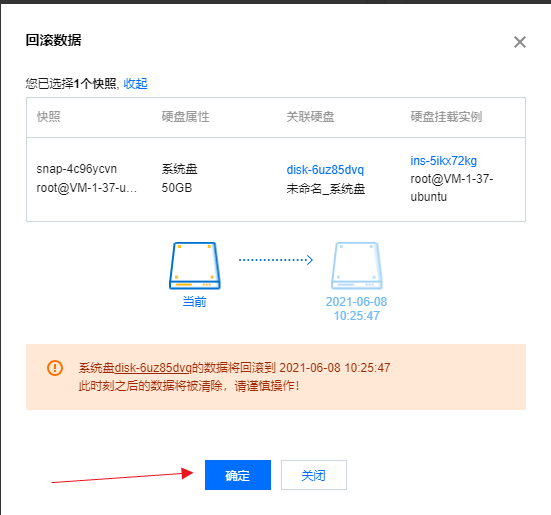 回滚数据
您已选择1个快照, 收起
快照 硬盘属性 关联硬盘 硬盘挂载实例
snap-4c96ycvn 系统盘 disk-6uz85dvq ins-5ikx72kg
root@VM-1-37-u... 50GB 未命名_系统盘 root@VM-1-37-
ubuntu
当前 2021-06-08
10:25:47
系统盘disk-6uz85dvq的数据将回滚到 2021-06-08 10:25:47
此时刻之后的数据将被清除，请谨慎操作！
确定 关闭